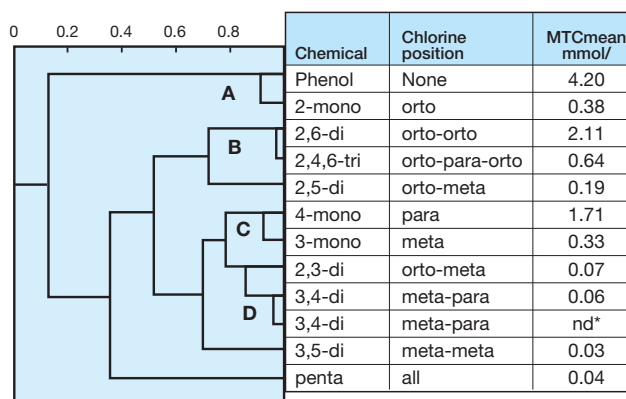 0 0.2 0.4 0.6 0.8
Chemical Chlorine position MTCmean mmol/
Phenol None 4.20
2-mono orto 0.38
2,6-di orto-orto 2.11
2,4,6-tri orto-para-orto 0.64
2,5-di orto-meta 0.19
4-mono para 1.71
3-mono meta 0.33
2,3-di orto-meta 0.07
3,4-di meta-para 0.06
3,4-di meta-para nd*
3,5-di meta-meta 0.03
penta all 0.04
A
B
C
D